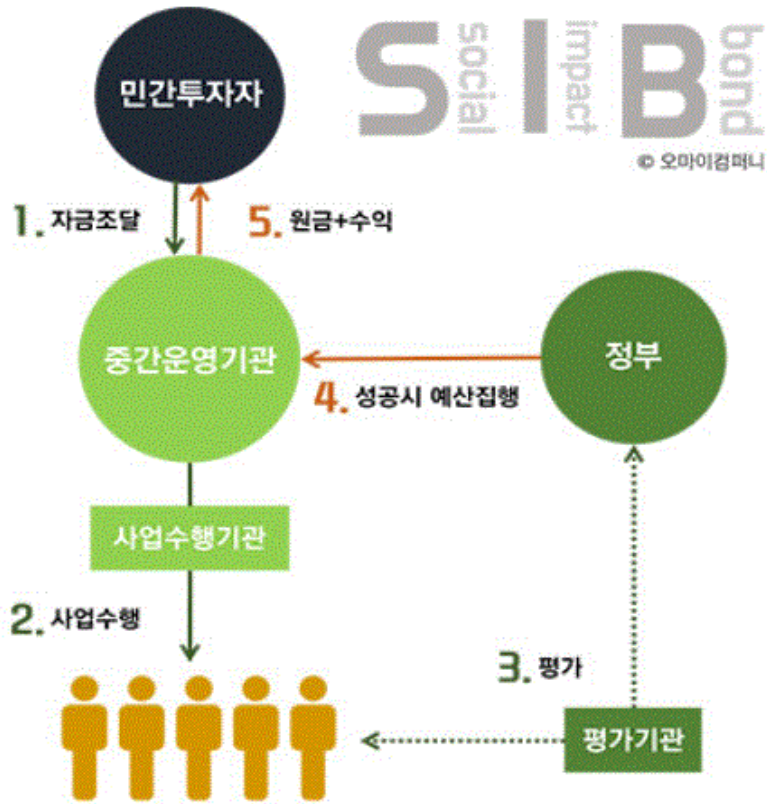 민간투자자
SIB
social
impact
bond
© 오마이컴퍼니
1. 자금조달
5. 원금+수익
중간운영기관
정부
4. 성공시 예산집행
사업수행기관
2. 사업수행
3. 평가
평가기관